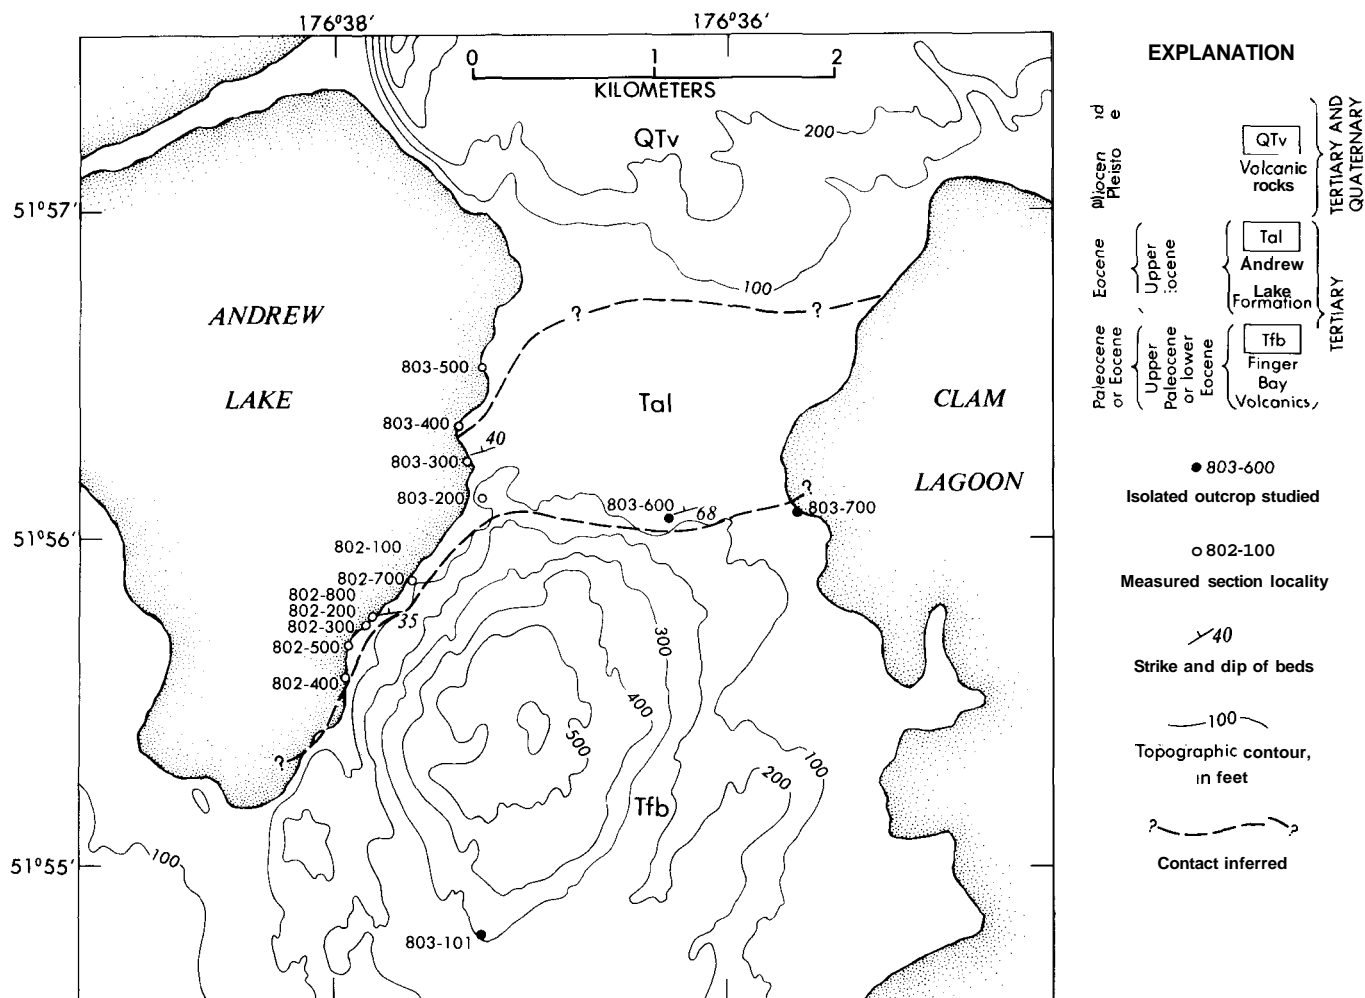 176°38′
176°36′
0 1 2
KILOMETERS
QTv
200
51°57′
100
ANDREW
LAKE
?
?
803-500
Tal
CLAM
LAGOON
803-400
40
803-300
803-200
803-600
68
?
803-700
51°56′
802-100
802-700
802-800
802-200
35
802-300
802-500
802-400
300
400
500
?
100
200
Tfb
51°55′
100
803-101
EXPLANATION
QTv
Volcanic
rocks
Pleisto
TERTIARY AND
QUATERNARY
Eocene
Upper
Tal
Andrew
Lake
Formation
TERTIARY
Paleocene
or Eocene
Upper
Paleocene
or lower
Eocene
Tfb
Finger
Bay
Volcanics
803-600
Isolated outcrop studied
802-100
Measured section locality
40
Strike and dip of beds
100
Topographic contour,
in feet
? ?
Contact inferred